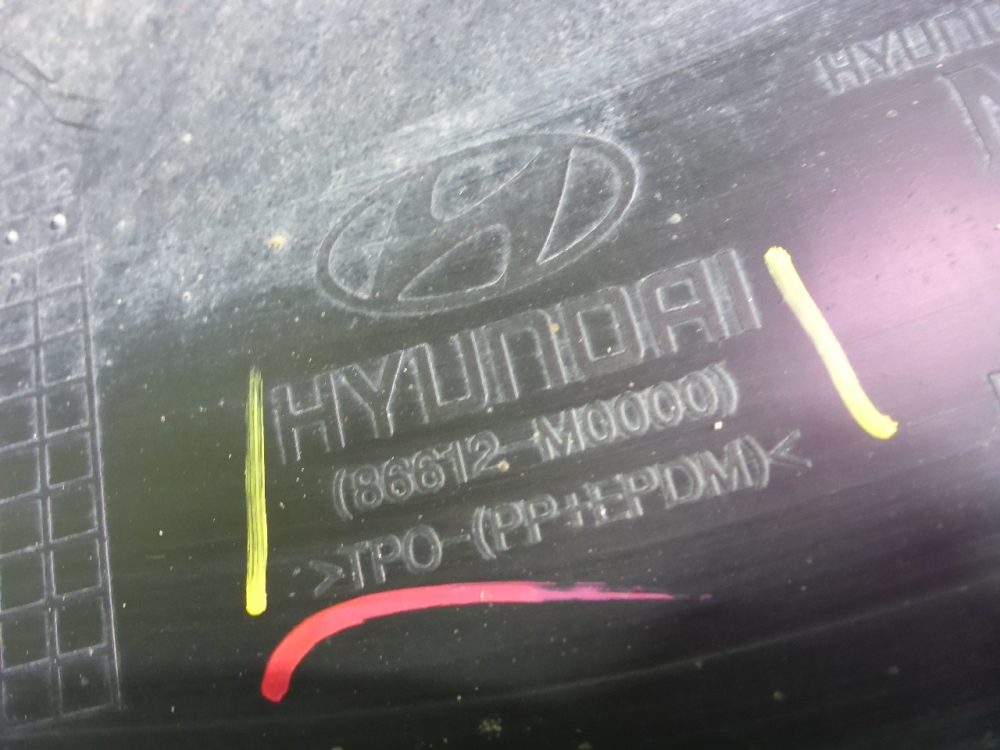 HYUNDAI
(86612-M0000)
>TPO-(PP+EPDM)<